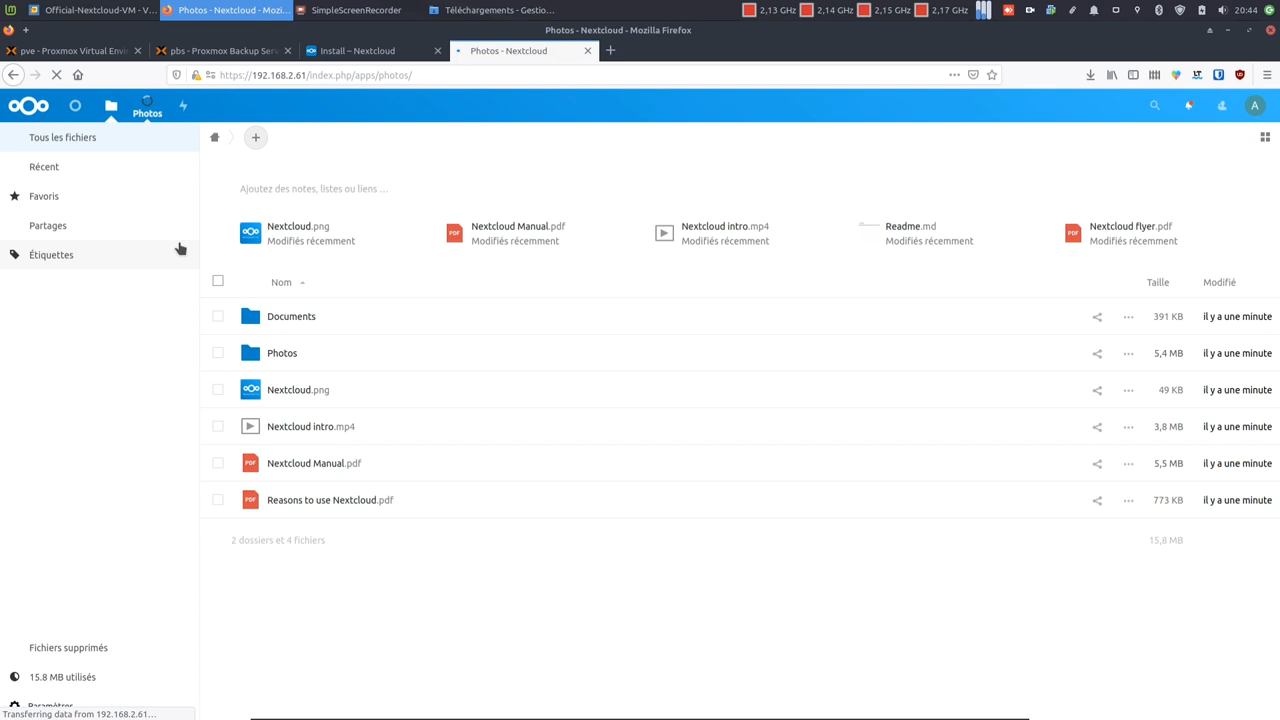 Official-Nextcloud-VM - V...
Photos - Nextcloud - Mozi...
SimpleScreenRecorder
Téléchargements - Gestio...
2,13 GHz
2,14 GHz
2,15 GHz
2,17 GHz
20:44
Photos - Nextcloud - Mozilla Firefox
pve - Proxmox Virtual Envir
pbs - Proxmox Backup Serv
Install – Nextcloud
Photos - Nextcloud
https://192.168.2.61/index.php/apps/photos/
Photos
A
Tous les fichiers
Récent
Favoris
Partages
Étiquettes
Ajoutez des notes, listes ou liens ...
Nextcloud.png
Modifiés récemment
PDF
Nextcloud Manual.pdf
Modifiés récemment
Nextcloud intro.mp4
Modifiés récemment
Readme.md
Modifiés récemment
PDF
Nextcloud flyer.pdf
Modifiés récemment
Nom
Taille
Modifié
Documents
391 KB
il y a une minute
Photos
5,4 MB
il y a une minute
Nextcloud.png
49 KB
il y a une minute
Nextcloud intro.mp4
3,8 MB
il y a une minute
PDF
Nextcloud Manual.pdf
5,5 MB
il y a une minute
PDF
Reasons to use Nextcloud.pdf
773 KB
il y a une minute
2 dossiers et 4 fichiers
15,8 MB
Fichiers supprimés
15.8 MB utilisés
Paramètres
Transferring data from 192.168.2.61...